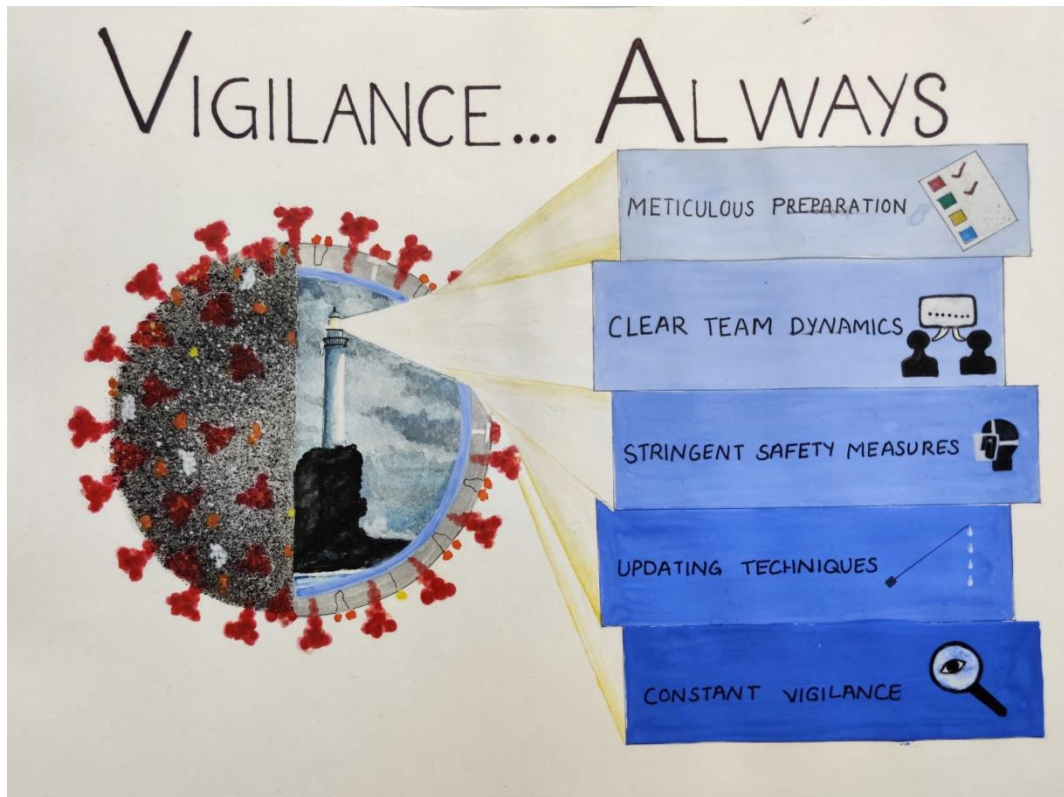 VIGILANCE... ALWAYS
METICULOUS PREPARATION
CLEAR TEAM DYNAMICS
STRINGENT SAFETY MEASURES
UPDATING TECHNIQUES
CONSTANT VIGILANCE